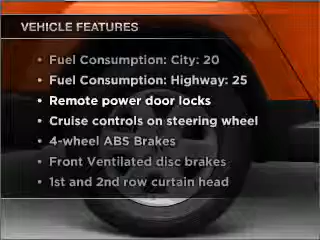 VEHICLE FEATURES
• Fuel Consumption: City: 20
• Fuel Consumption: Highway: 25
• Remote power door locks
• Cruise controls on steering wheel
• 4-wheel ABS Brakes
• Front Ventilated disc brakes
• 1st and 2nd row curtain head